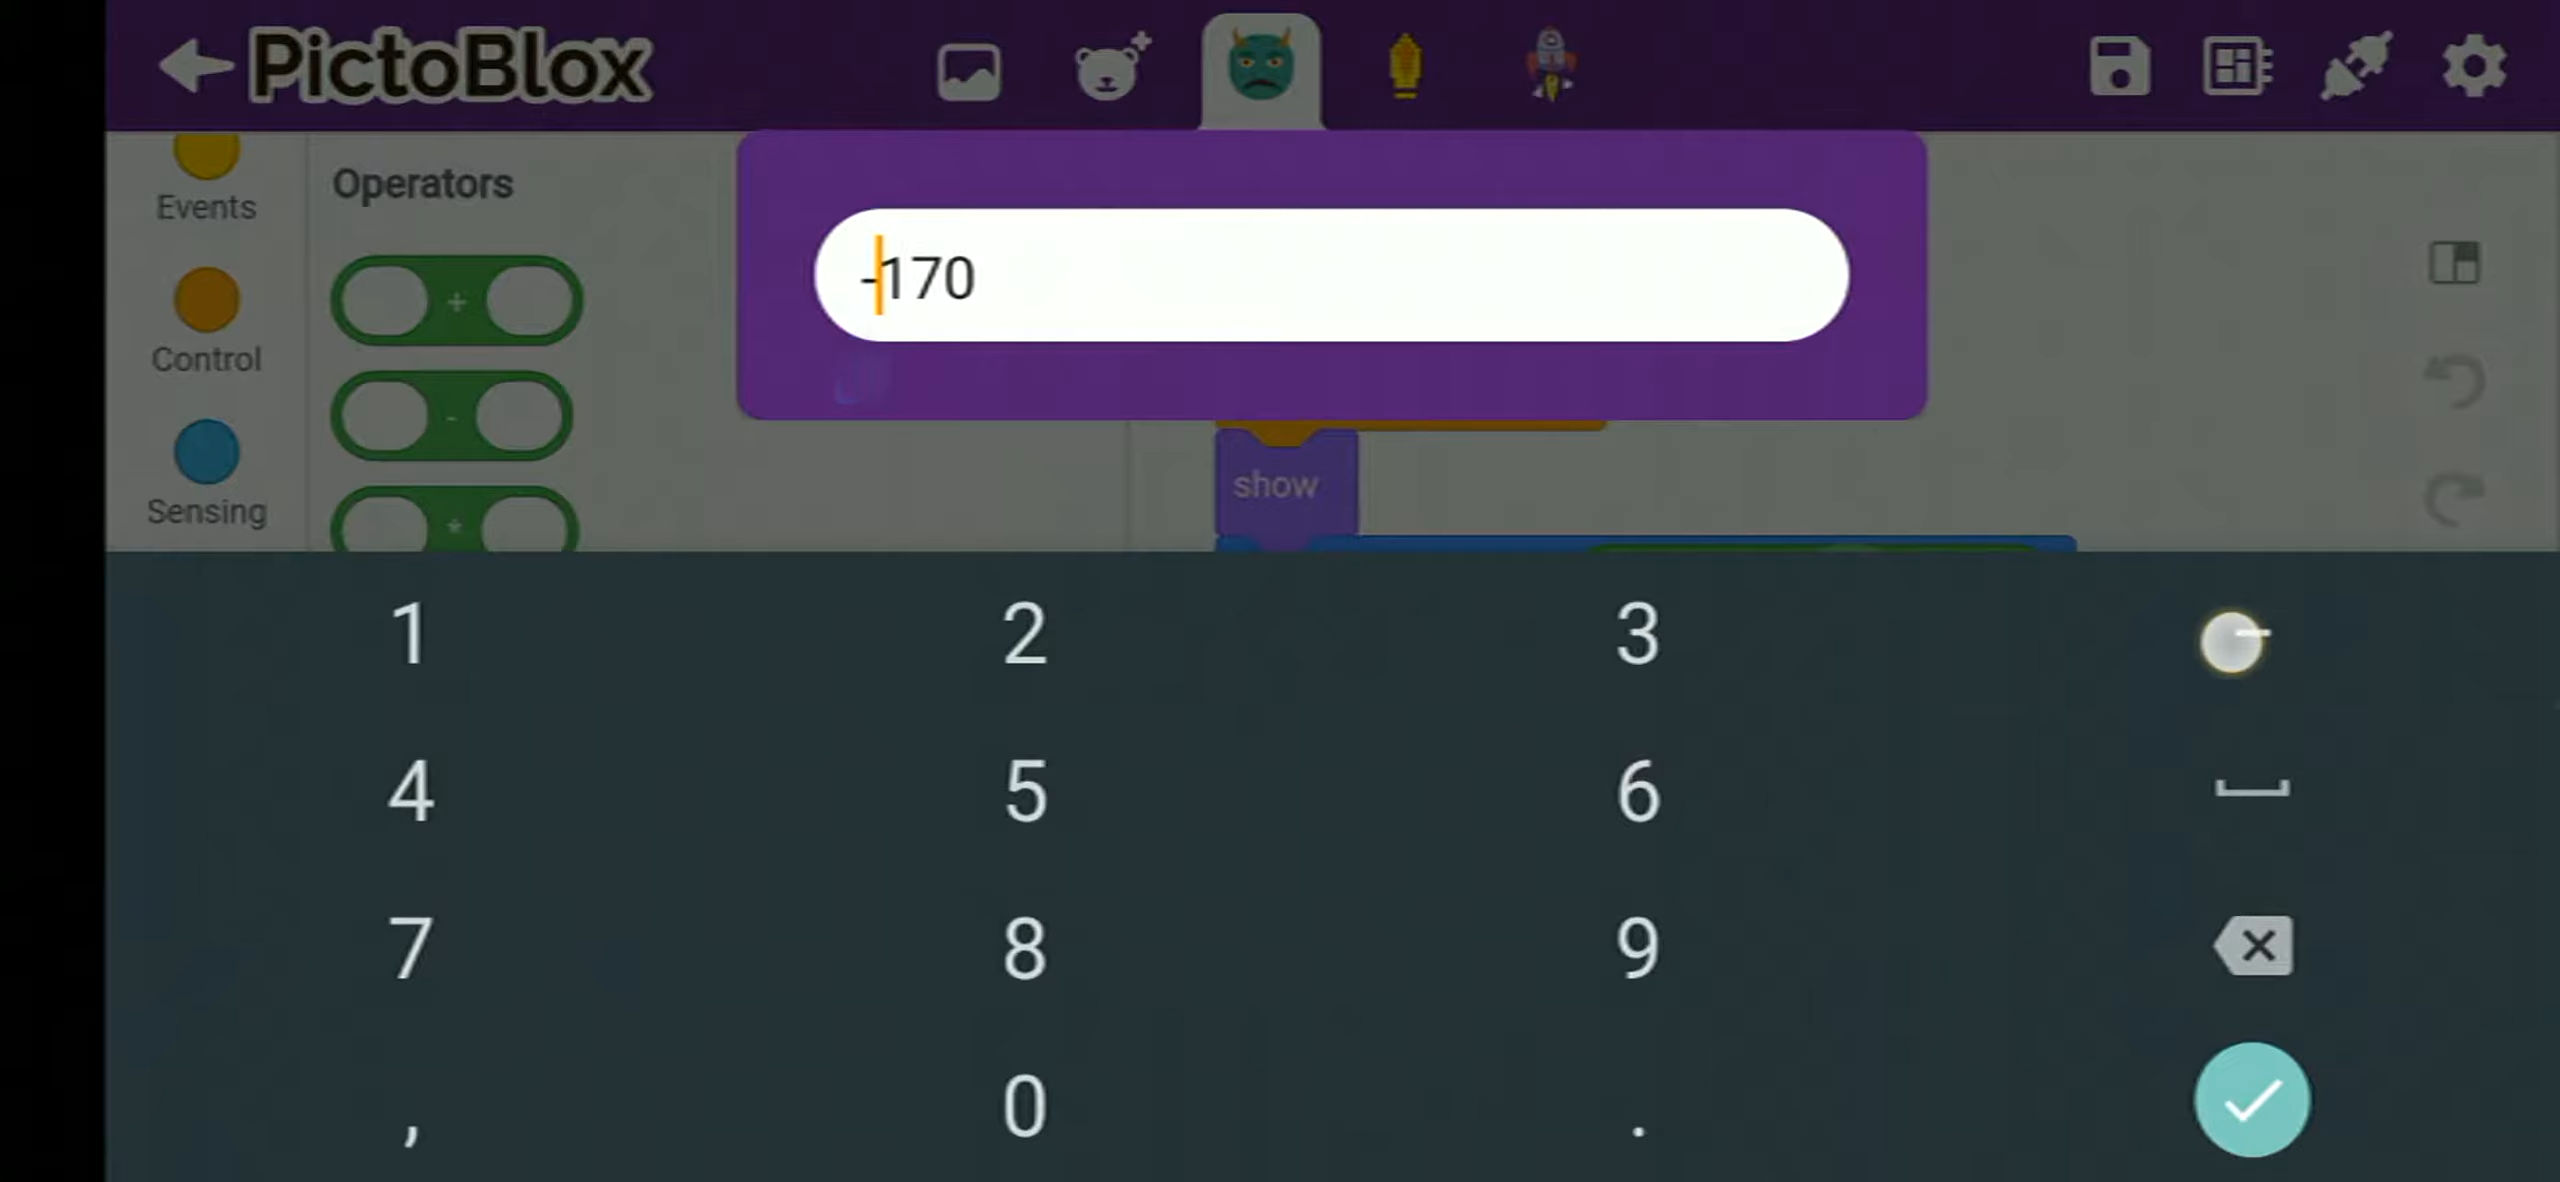 PictoBlox
Events
Operators
-170
+
Control
-
show
Sensing
*
1 2 3 -
4 5 6
7 8 9
, 0 .